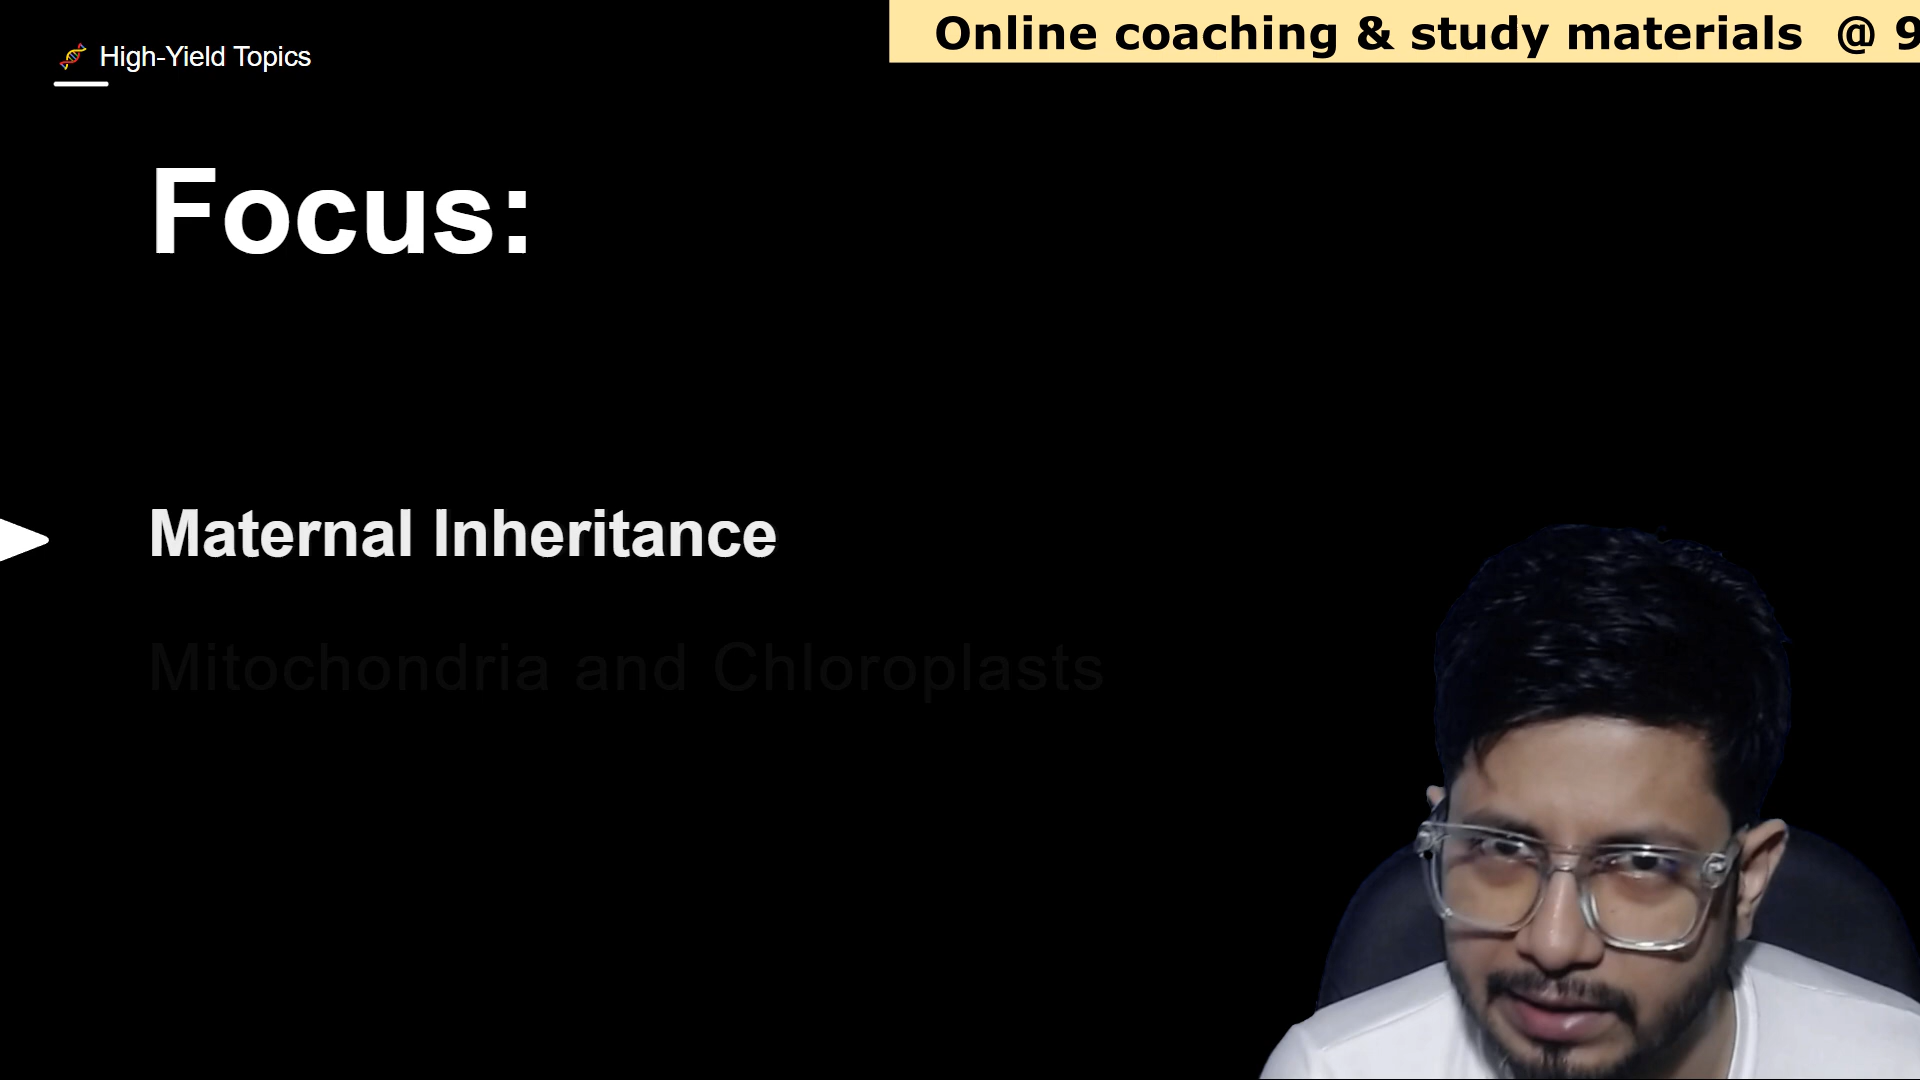 High-Yield Topics
Online coaching & study materials @ 9
Focus:
Maternal Inheritance
Mitochondria and Chloroplasts